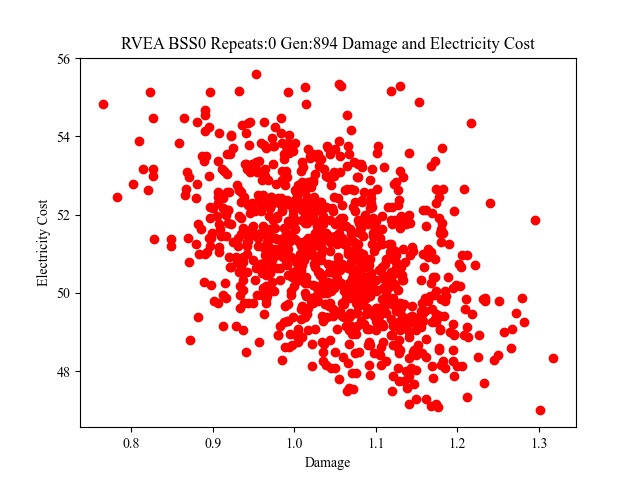 RVEA BSS0 Repeats:0 Gen:894 Damage and Electricity Cost
56
54
52
50
48
Electricity Cost
0.8 0.9 1.0 1.1 1.2 1.3
Damage